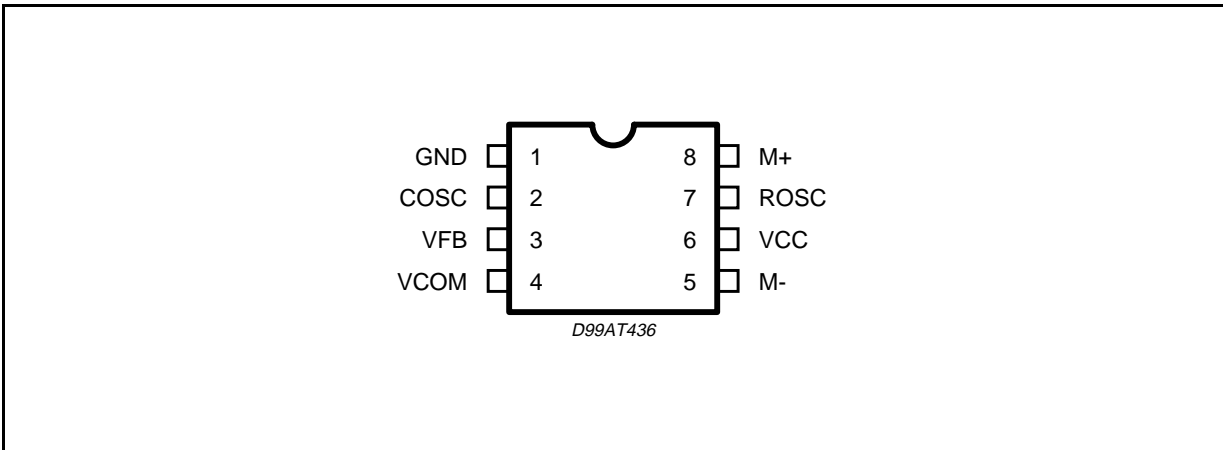 GND 1 8 M+
COSC 2 7 ROSC
VFB 3 6 VCC
VCOM 4 5 M-
D99AT436